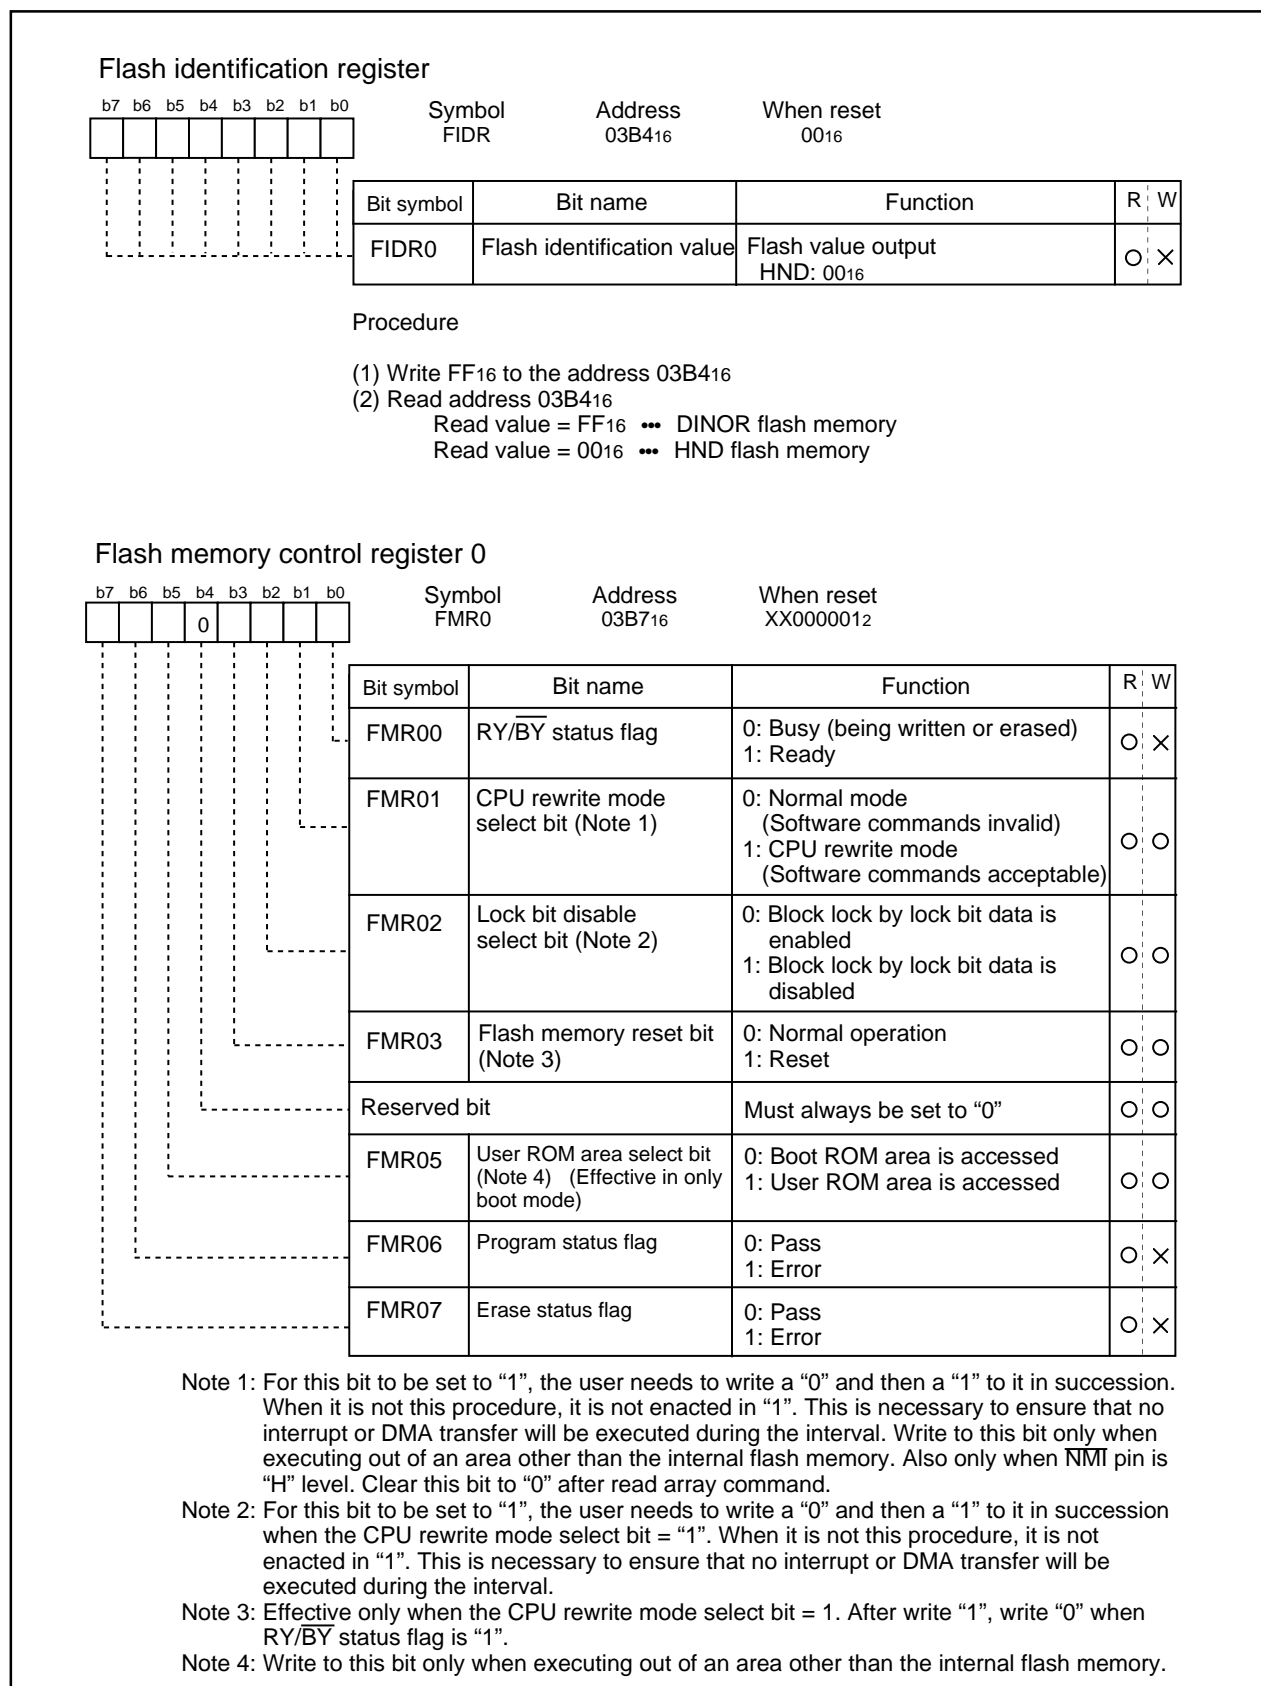 Flash identification register
b7 b6 b5 b4 b3 b2 b1 b0
Symbol Address When reset
FIDR 03B416 0016
Bit symbol Bit name Function R W
FIDR0 Flash identification value Flash value output
HND: 0016
Procedure
(1) Write FF16 to the address 03B416
(2) Read address 03B416
Read value = FF16 ••• DINOR flash memory
Read value = 0016 ••• HND flash memory
Flash memory control register 0
b7 b6 b5 b4 b3 b2 b1 b0
Symbol Address When reset
FMR0 03B716 XX0000012
0
Bit symbol Bit name Function R W
FMR00 RY/BY status flag 0: Busy (being written or erased)
1: Ready
FMR01 CPU rewrite mode 0: Normal mode
select bit (Note 1) (Software commands invalid)
1: CPU rewrite mode
(Software commands acceptable)
FMR02 Lock bit disable 0: Block lock by lock bit data is
select bit (Note 2) enabled
1: Block lock by lock bit data is
disabled
FMR03 Flash memory reset bit 0: Normal operation
(Note 3) 1: Reset
Reserved bit Must always be set to “0”
FMR05 User ROM area select bit 0: Boot ROM area is accessed
(Note 4) (Effective in only 1: User ROM area is accessed
boot mode)
FMR06 Program status flag 0: Pass
1: Error
FMR07 Erase status flag 0: Pass
1: Error
Note 1: For this bit to be set to “1”, the user needs to write a “0” and then a “1” to it in succession.
When it is not this procedure, it is not enacted in “1”. This is necessary to ensure that no
interrupt or DMA transfer will be executed during the interval. Write to this bit only when
executing out of an area other than the internal flash memory. Also only when NMI pin is
“H” level. Clear this bit to “0” after read array command.
Note 2: For this bit to be set to “1”, the user needs to write a “0” and then a “1” to it in succession
when the CPU rewrite mode select bit = “1”. When it is not this procedure, it is not
enacted in “1”. This is necessary to ensure that no interrupt or DMA transfer will be
executed during the interval.
Note 3: Effective only when the CPU rewrite mode select bit = 1. After write “1”, write “0” when
RY/BY status flag is “1”.
Note 4: Write to this bit only when executing out of an area other than the internal flash memory.